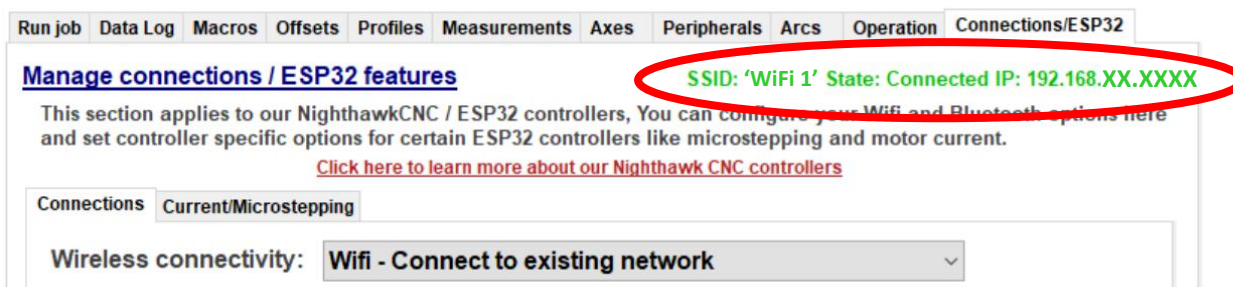 Run job Data Log Macros Offsets Profiles Measurements Axes Peripherals Arcs Operation Connections/ESP32
Manage connections / ESP32 features
SSID: 'WiFi 1' State: Connected IP: 192.168.XX.XXXX
This section applies to our NighthawkCNC / ESP32 controllers, You can configure your Wifi and Bluetooth options here
and set controller specific options for certain ESP32 controllers like microstepping and motor current.
Click here to learn more about our Nighthawk CNC controllers
Connections Current/Microstepping
Wireless connectivity: Wifi - Connect to existing network